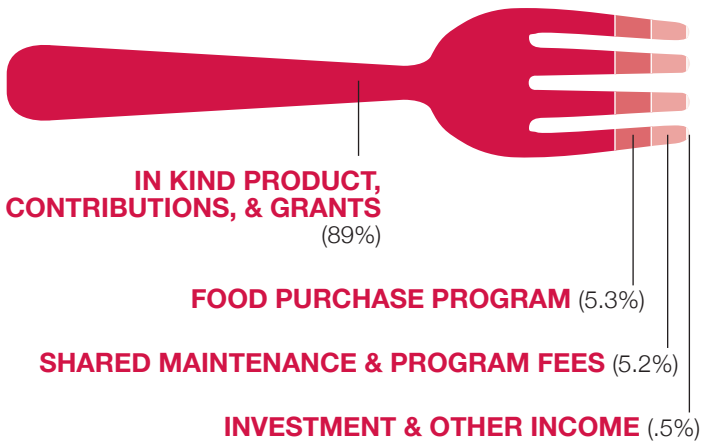 IN KIND PRODUCT,
CONTRIBUTIONS, & GRANTS
(89%)
FOOD PURCHASE PROGRAM (5.3%)
SHARED MAINTENANCE & PROGRAM FEES (5.2%)
INVESTMENT & OTHER INCOME (.5%)